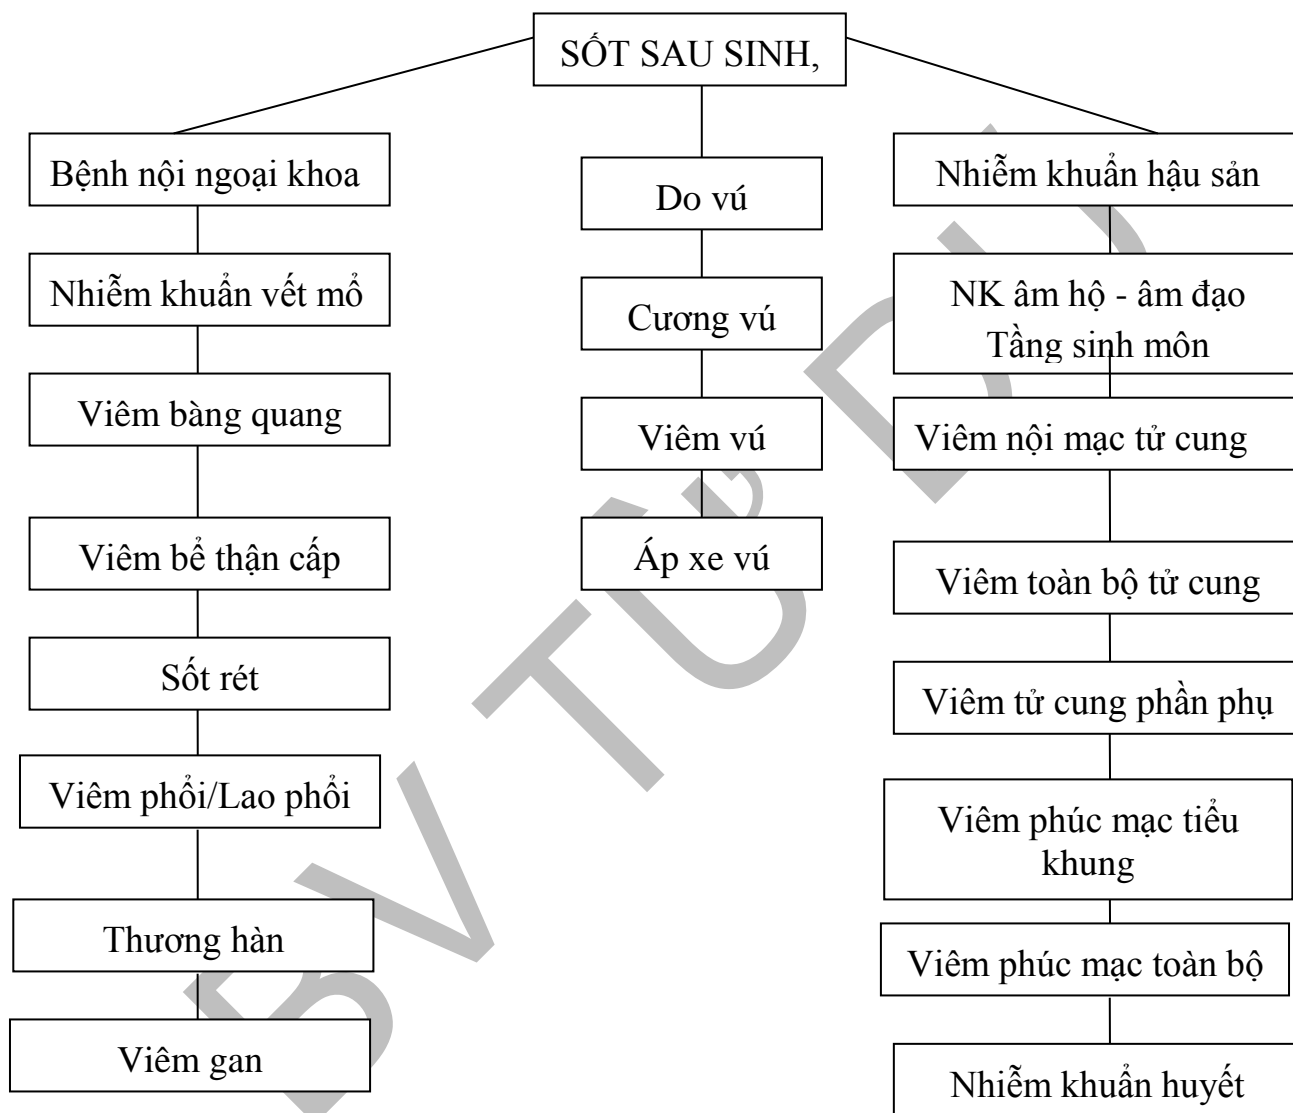 SỐT SAU SINH,
Bệnh nội ngoại khoa
Nhiễm khuẩn vết mổ
Viêm bàng quang
Viêm bể thận cấp
Sốt rét
Viêm phổi/Lao phổi
Thương hàn
Viêm gan
Do vú
Cương vú
Viêm vú
Áp xe vú
Nhiễm khuẩn hậu sản
NK âm hộ - âm đạo
Tầng sinh môn
Viêm nội mạc tử cung
Viêm toàn bộ tử cung
Viêm tử cung phần phụ
Viêm phúc mạc tiểu
khung
Viêm phúc mạc toàn bộ
Nhiễm khuẩn huyết
BV TỪ DŨ